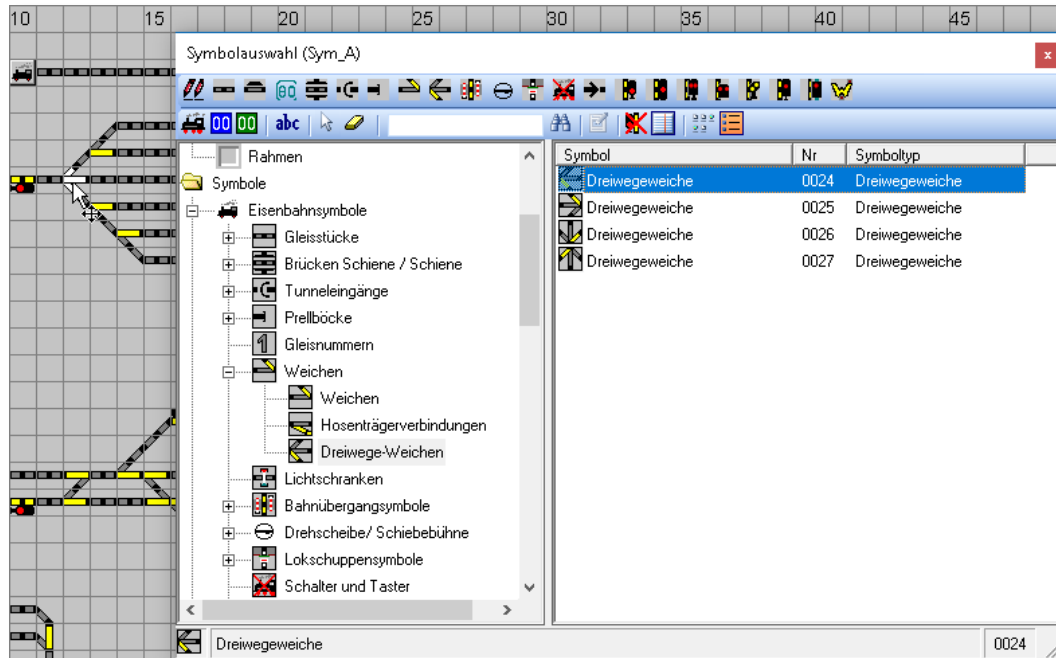 10 15 20 25 30 35 40 45
Symbolauswahl (Sym_A)
x
00 00 abc
Rahmen
Symbole
Eisenbahnsymbole
Gleisstücke
Brücken Schiene / Schiene
Tunneleingänge
Prellböcke
1 Gleisnummern
Weichen
Weichen
Hosenträgerverbindungen
Dreiwege-Weichen
Lichtschranken
Bahnübergangsymbole
Drehscheibe/ Schiebebühne
Lokschuppensymbole
Schalter und Taster
Symbol Nr Symboltyp
Dreiwegeweiche 0024 Dreiwegeweiche
Dreiwegeweiche 0025 Dreiwegeweiche
Dreiwegeweiche 0026 Dreiwegeweiche
Dreiwegeweiche 0027 Dreiwegeweiche
Dreiwegeweiche 0024